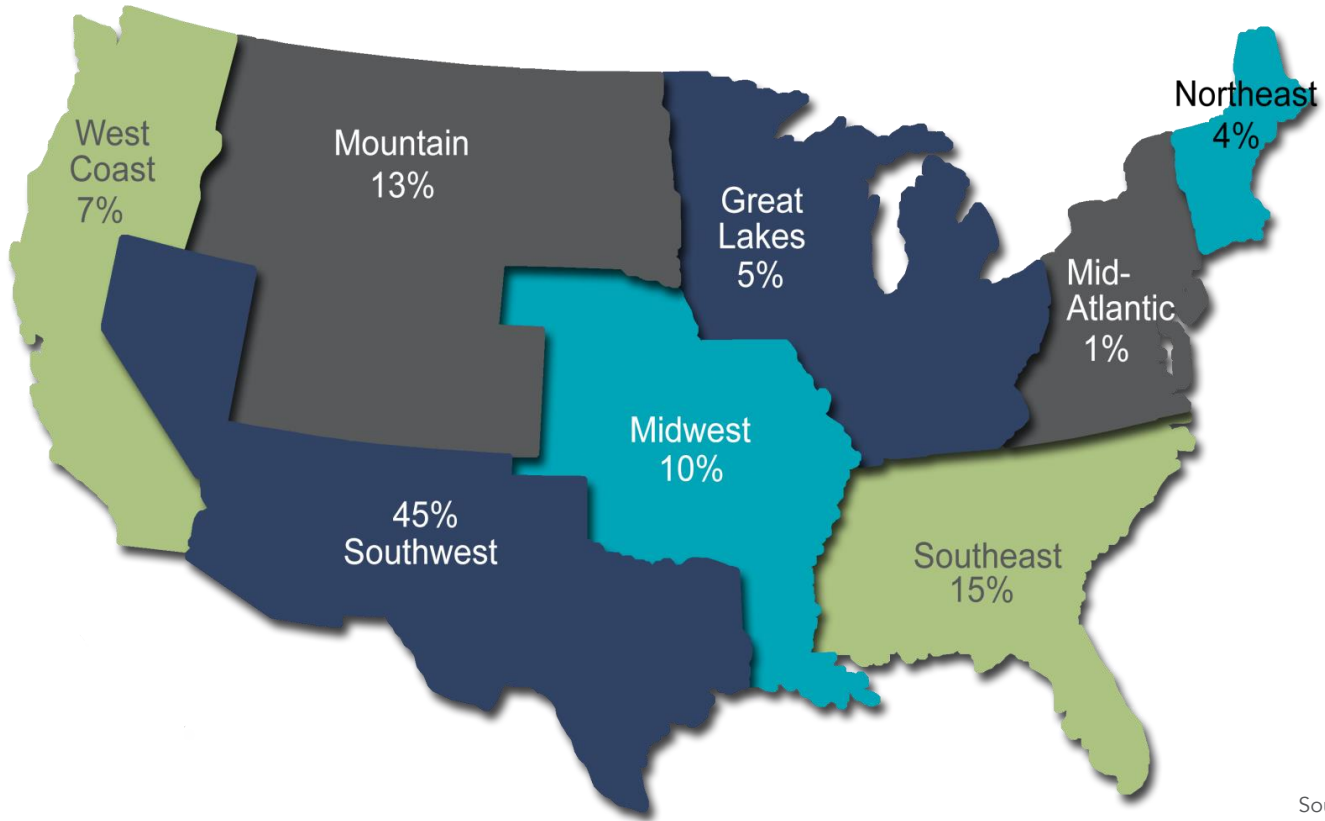 West
Coast
7%
Mountain
13%
Great
Lakes
5%
Northeast
4%
Mid-
Atlantic
1%
Midwest
10%
45%
Southwest
Southeast
15%